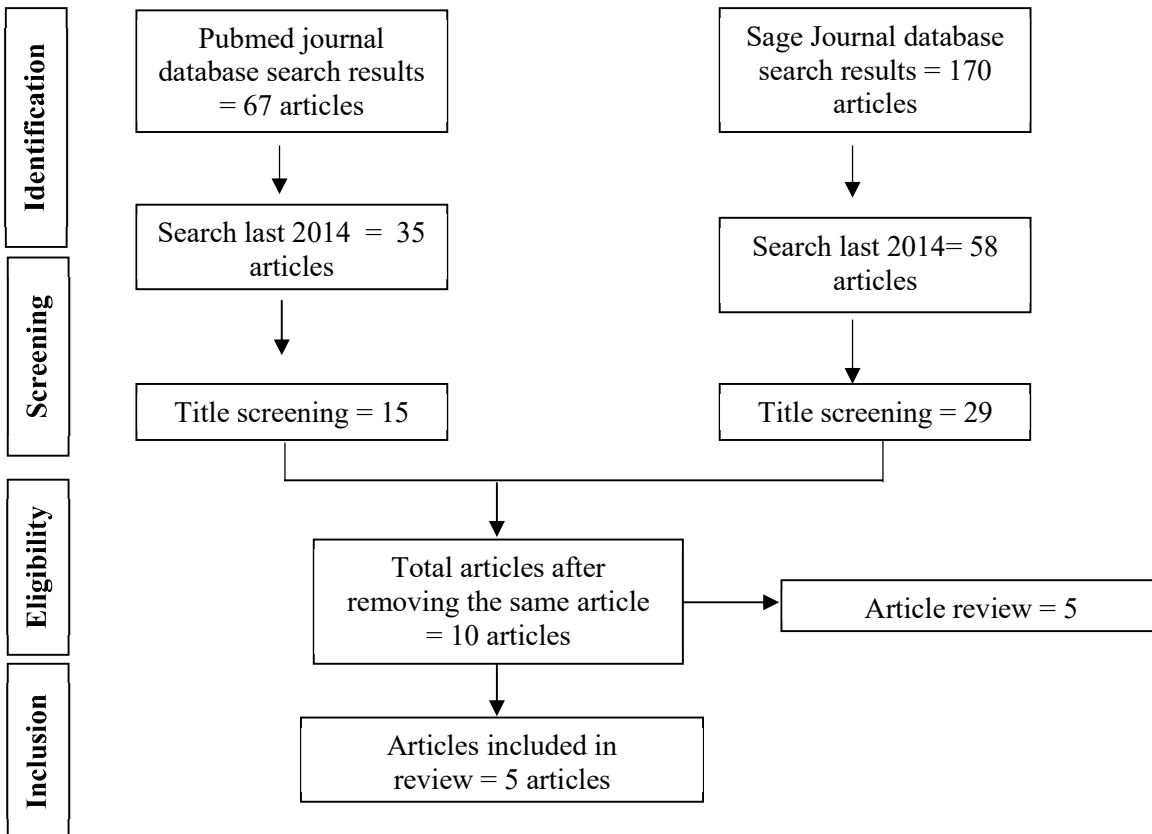 Identification
Pubmed journal
database search results
= 67 articles
Sage Journal database
search results = 170
articles
Search last 2014 = 35
articles
Search last 2014= 58
articles
Screening
Title screening = 15
Title screening = 29
Eligibility
Total articles after
removing the same article
= 10 articles
Article review = 5
Inclusion
Articles included in
review = 5 articles